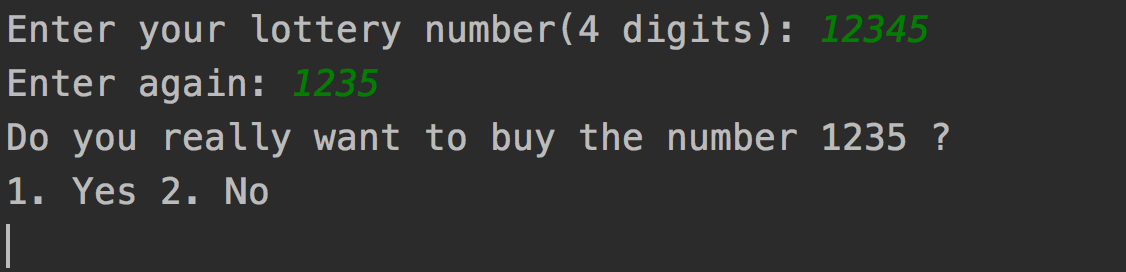 Enter your lottery number(4 digits): 12345
Enter again: 1235
Do you really want to buy the number 1235 ?
1. Yes 2. No